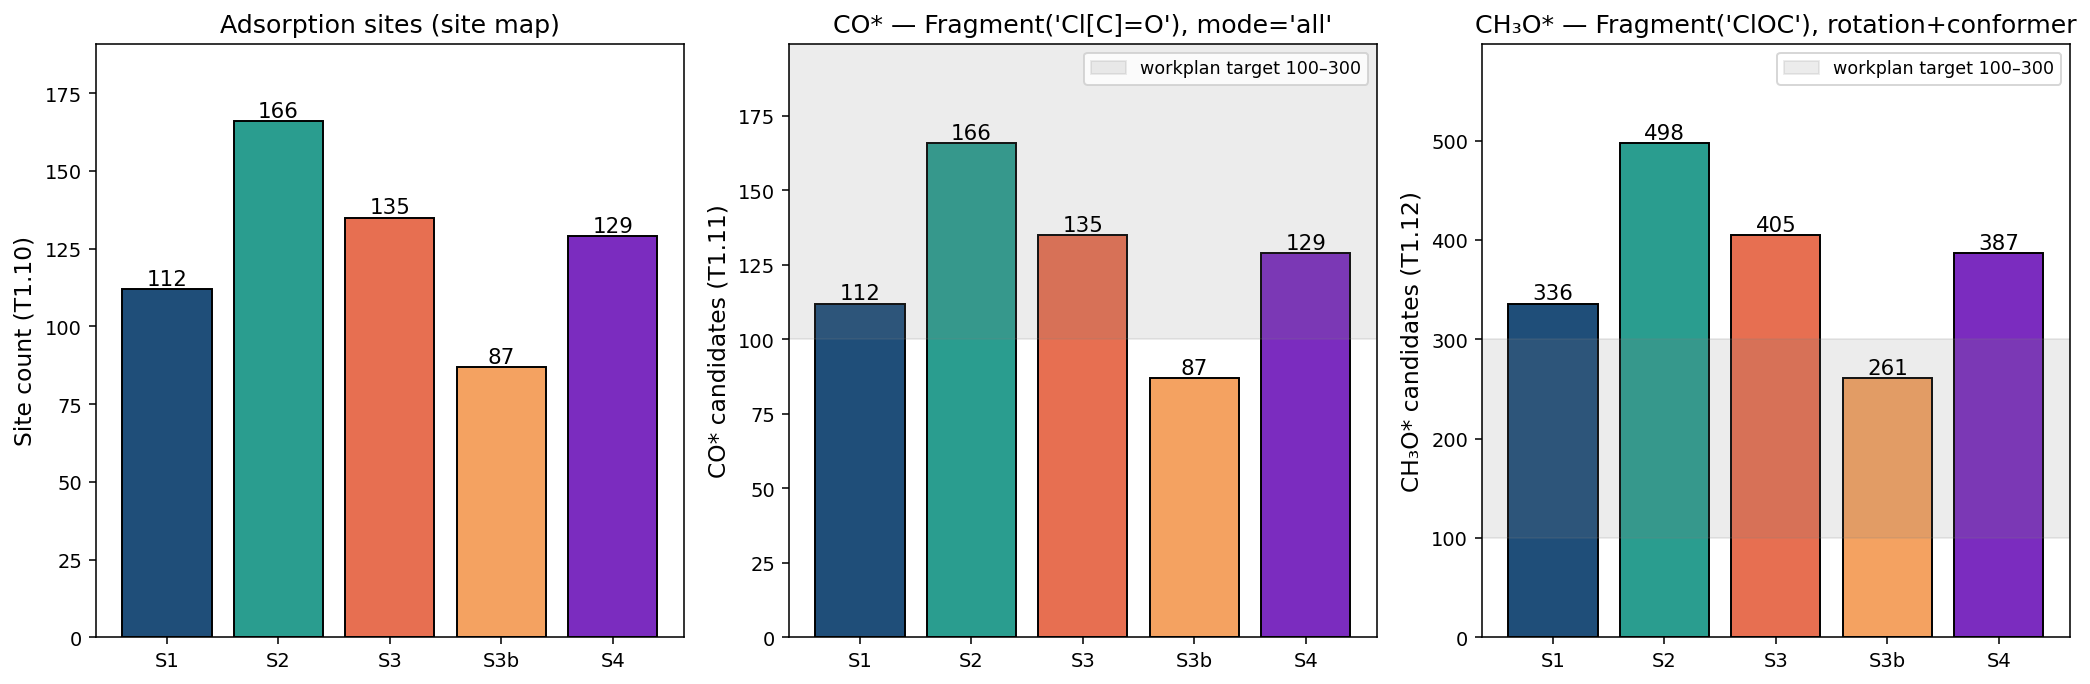 Adsorption sites (site map)
Site count (T1.10)
175
150
125
100
75
50
25
0
112
166
135
87
129
S1
S2
S3
S3b
S4
CO* — Fragment('Cl[C]=O'), mode='all'
workplan target 100–300
CO* candidates (T1.11)
175
150
125
100
75
50
25
0
112
166
135
87
129
S1
S2
S3
S3b
S4
CH₃O* — Fragment('ClOC'), rotation+conformer
workplan target 100–300
CH₃O* candidates (T1.12)
500
400
300
200
100
0
336
498
405
261
387
S1
S2
S3
S3b
S4